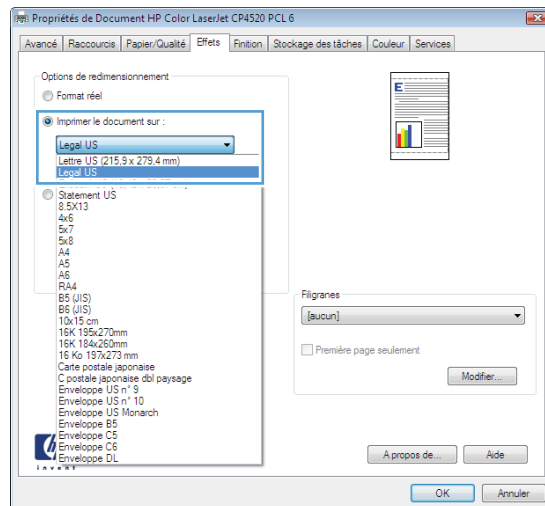 Propriétés de Document HP Color LaserJet CP4520 PCL 6
Avancé Raccourcis Papier/Qualité Effets Finition Stockage des tâches Couleur Services
Options de redimensionnement
Format réel
Imprimer le document sur :
Legal US
Lettre US (215,9 x 279,4 mm)
Legal US
Statement US
8.5X13
4x6
5x7
5x8
A4
A5
A6
RA4
B5 (JIS)
B6 (JIS)
10x15 cm
16K 195x270mm
16K 184x260mm
16 Ko 197x273 mm
Carte postale japonaise
C postale japonaise dbl paysage
Enveloppe US n° 9
Enveloppe US n° 10
Enveloppe US Monarch
Enveloppe B5
Enveloppe C5
Enveloppe C6
Enveloppe DL
E
Filigranes
[aucun]
Première page seulement
Modifier...
A propos de... Aide
OK Annuler